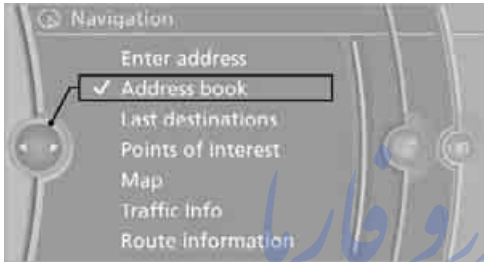 Navigation
Enter address
✓ Address book
Last destinations
Points of interest
Map
Traffic Info
Route information